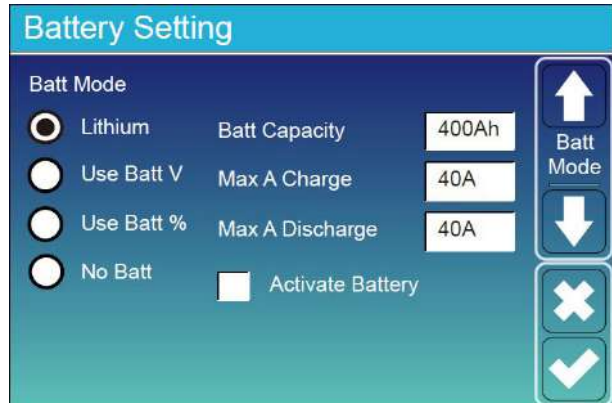 Battery Setting
Batt Mode
Lithium
Batt Capacity 400Ah
Use Batt V
Max A Charge 40A
Use Batt %
Max A Discharge 40A
No Batt
Activate Battery
Batt
Mode